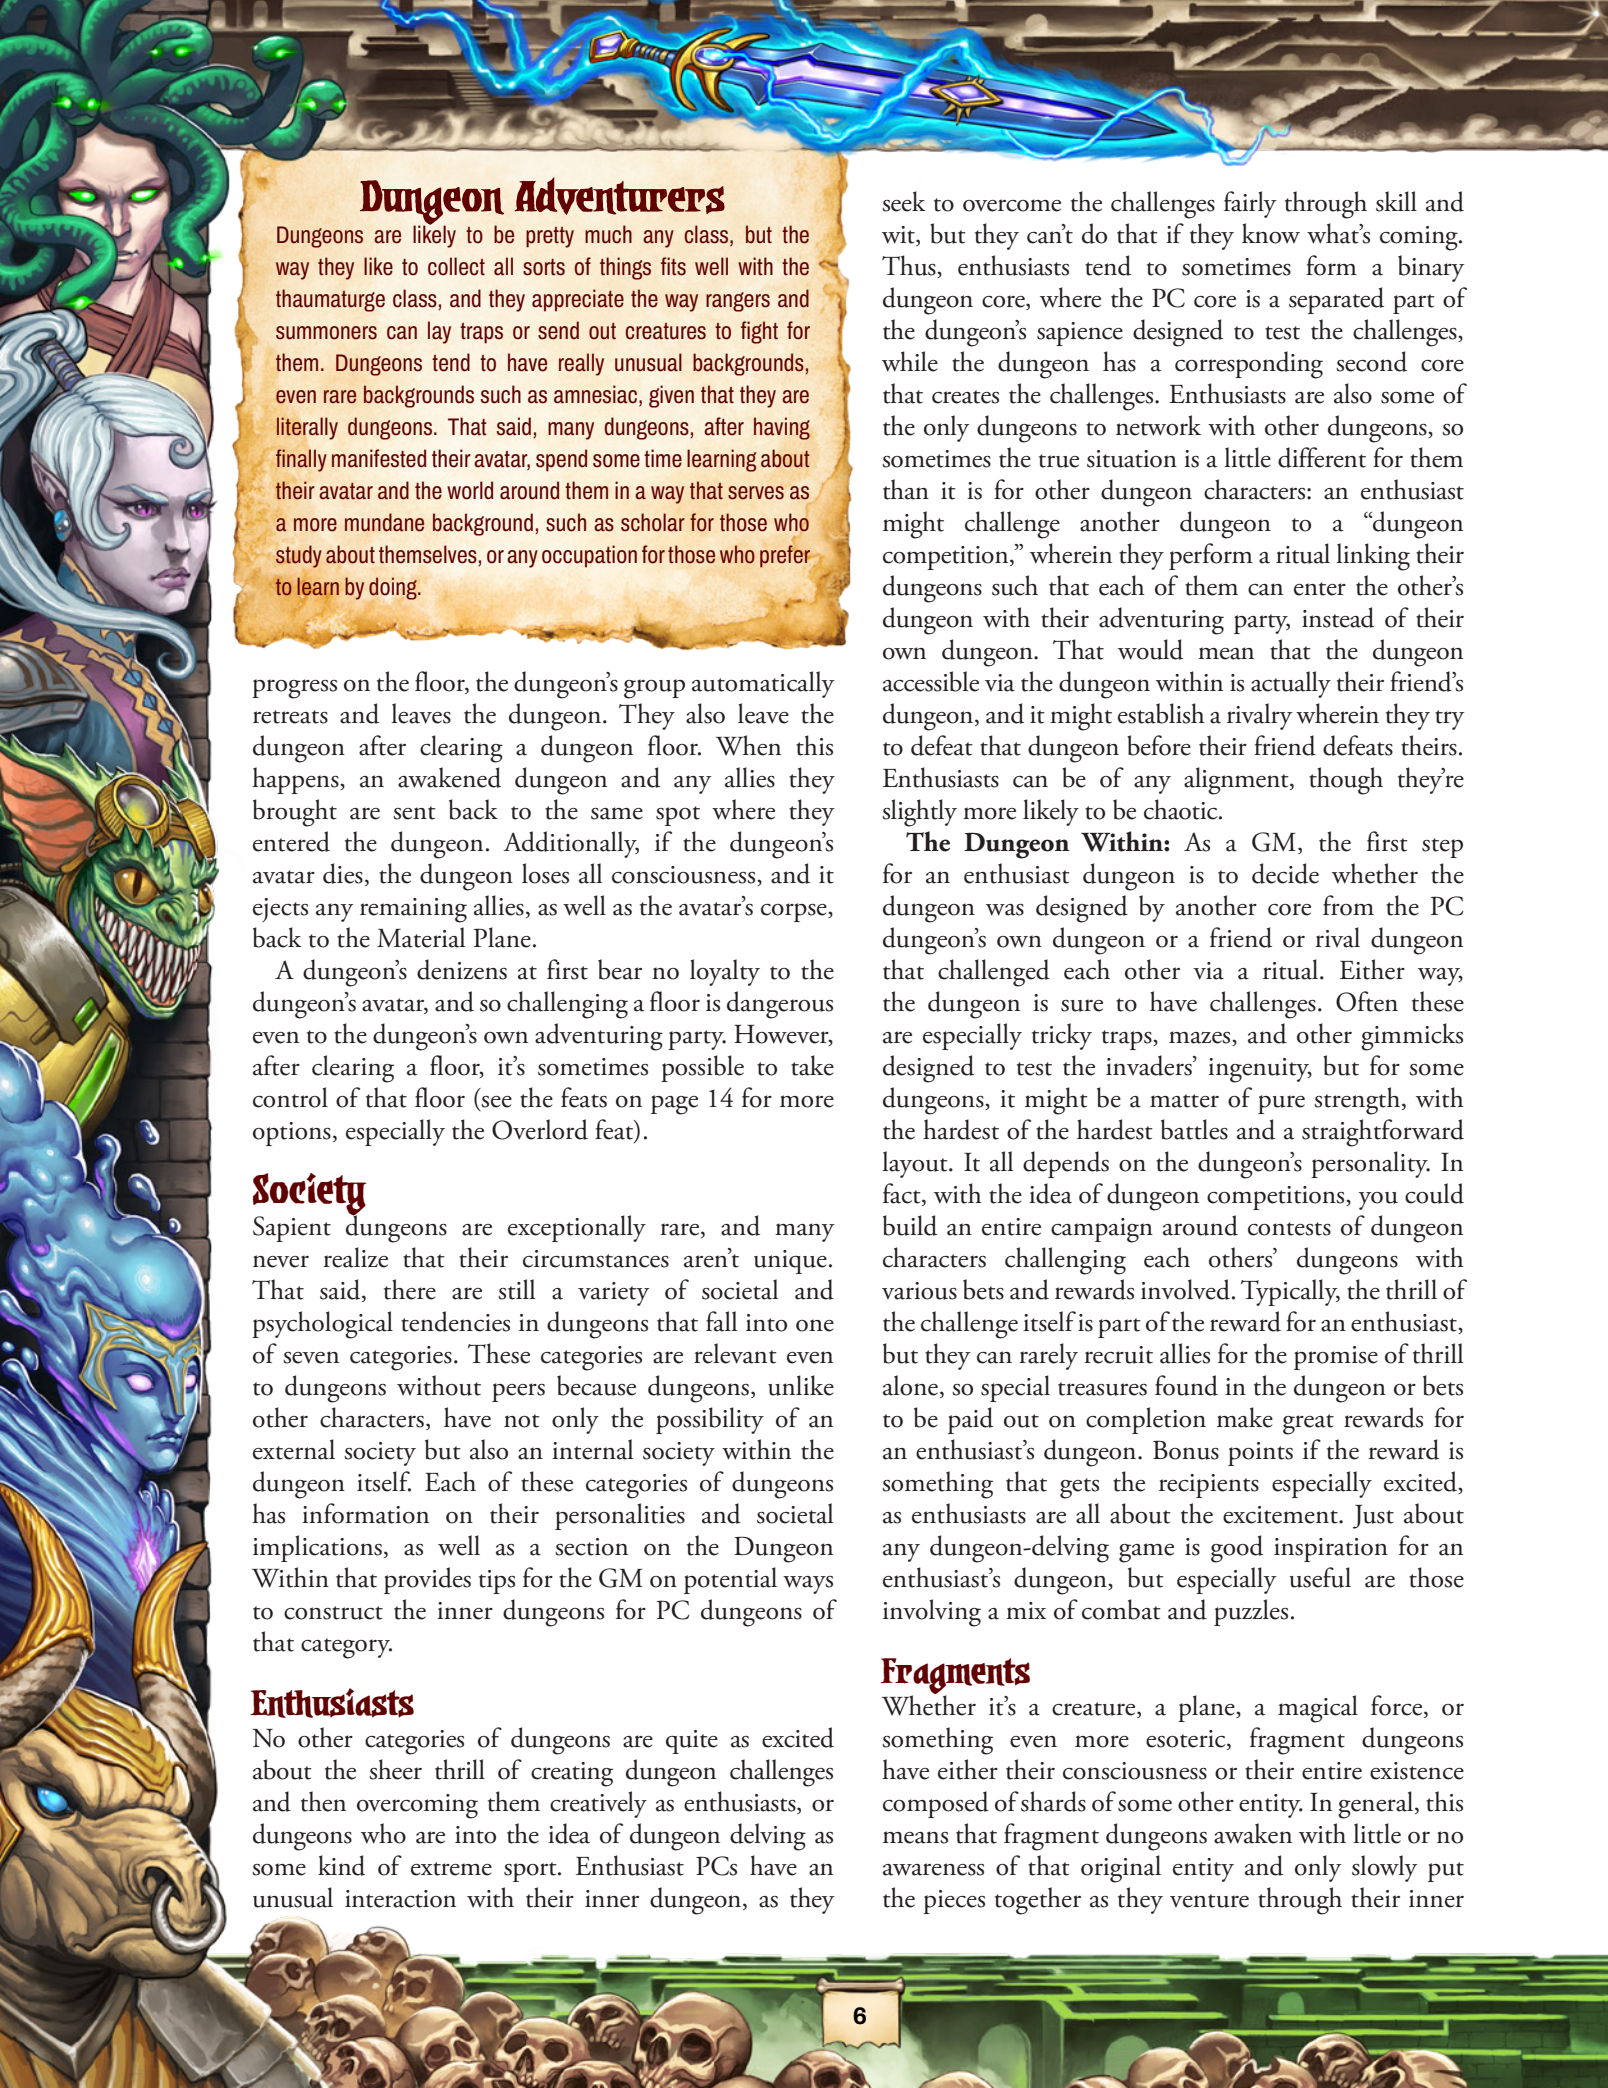 Dungeon Adventurers
Dungeons are likely to be pretty much any class, but the
way they like to collect all sorts of things fits well with the
thaumaturge class, and they appreciate the way rangers and
summoners can lay traps or send out creatures to fight for
them. Dungeons tend to have really unusual backgrounds,
even rare backgrounds such as amnesiac, given that they are
literally dungeons. That said, many dungeons, after having
finally manifested their avatar, spend some time learning about
their avatar and the world around them in a way that serves as
a more mundane background, such as scholar for those who
study about themselves, or any occupation for those who prefer
to learn by doing.
progress on the floor, the dungeon’s group automatically
retreats and leaves the dungeon. They also leave the
dungeon after clearing a dungeon floor. When this
happens, an awakened dungeon and any allies they
brought are sent back to the same spot where they
entered the dungeon. Additionally, if the dungeon’s
avatar dies, the dungeon loses all consciousness, and it
ejects any remaining allies, as well as the avatar’s corpse,
back to the Material Plane.
A dungeon’s denizens at first bear no loyalty to the
dungeon’s avatar, and so challenging a floor is dangerous
even to the dungeon’s own adventuring party. However,
after clearing a floor, it’s sometimes possible to take
control of that floor (see the feats on page 14 for more
options, especially the Overlord feat).
Society
Sapient dungeons are exceptionally rare, and many
never realize that their circumstances aren’t unique.
That said, there are still a variety of societal and
psychological tendencies in dungeons that fall into one
of seven categories. These categories are relevant even
to dungeons without peers because dungeons, unlike
other characters, have not only the possibility of an
external society but also an internal society within the
dungeon itself. Each of these categories of dungeons
has information on their personalities and societal
implications, as well as a section on the Dungeon
Within that provides tips for the GM on potential ways
to construct the inner dungeons for PC dungeons of
that category.
Enthusiasts
No other categories of dungeons are quite as excited
about the sheer thrill of creating dungeon challenges
and then overcoming them creatively as enthusiasts, or
dungeons who are into the idea of dungeon delving as
some kind of extreme sport. Enthusiast PCs have an
unusual interaction with their inner dungeon, as they
seek to overcome the challenges fairly through skill and
wit, but they can’t do that if they know what’s coming.
Thus, enthusiasts tend to sometimes form a binary
dungeon core, where the PC core is a separated part of
the dungeon’s sapience designed to test the challenges,
while the dungeon has a corresponding second core
that creates the challenges. Enthusiasts are also some of
the only dungeons to network with other dungeons, so
sometimes the true situation is a little different for them
than it is for other dungeon characters: an enthusiast
might challenge another dungeon to a “dungeon
competition,” wherein they perform a ritual linking their
dungeons such that each of them can enter the other’s
dungeon with their adventuring party, instead of their
own dungeon. That would mean that the dungeon
accessible via the dungeon within is actually their friend’s
dungeon, and it might establish a rivalry wherein they try
to defeat that dungeon before their friend defeats theirs.
Enthusiasts can be of any alignment, though they’re
slightly more likely to be chaotic.
The Dungeon Within: As a GM, the first step
for an enthusiast dungeon is to decide whether the
dungeon was designed by another core from the PC
dungeon’s own dungeon or a friend or rival dungeon
that challenged each other via a ritual. Either way,
the dungeon is sure to have challenges. Often these
are especially tricky traps, mazes, and other gimmicks
designed to test the invaders’ ingenuity, but for some
dungeons, it might be a matter of pure strength, with
the hardest of the hardest battles and a straightforward
layout. It all depends on the dungeon’s personality. In
fact, with the idea of dungeon competitions, you could
build an entire campaign around contests of dungeon
characters challenging each others’ dungeons with
various bets and rewards involved. Typically, the thrill of
the challenge itself is part of the reward for an enthusiast,
but they can rarely recruit allies for the promise of thrill
alone, so special treasures found in the dungeon or bets
to be paid out on completion make great rewards for
an enthusiast’s dungeon. Bonus points if the reward is
something that gets the recipients especially excited,
as enthusiasts are all about the excitement. Just about
any dungeon-delving game is good inspiration for an
enthusiast’s dungeon, but especially useful are those
involving a mix of combat and puzzles.
Fragments
Whether it’s a creature, a plane, a magical force, or
something even more esoteric, fragment dungeons
have either their consciousness or their entire existence
composed of shards of some other entity. In general, this
means that fragment dungeons awaken with little or no
awareness of that original entity and only slowly put
the pieces together as they venture through their inner
6